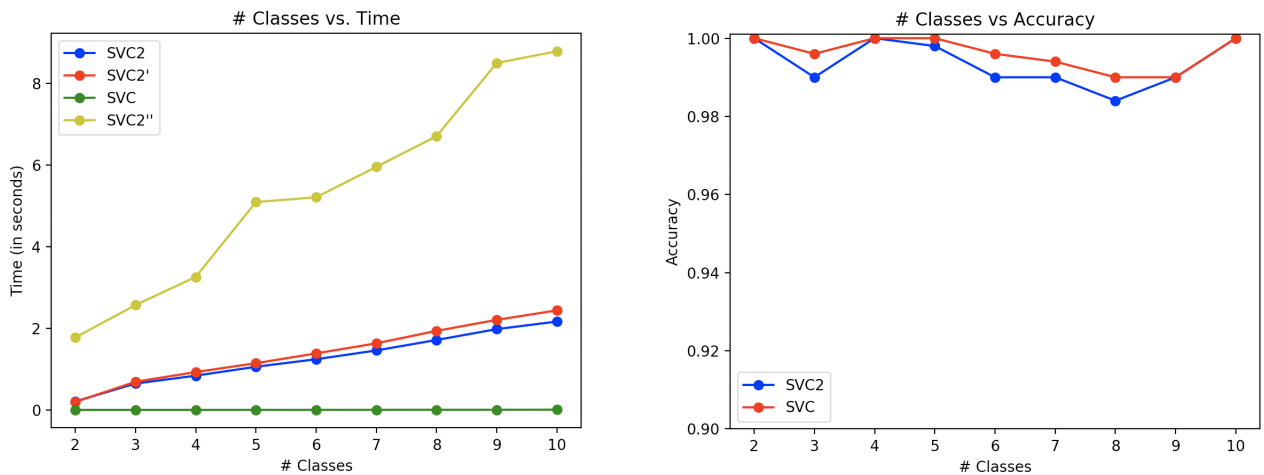 # Classes vs. Time
SVC2
SVC2'
SVC
SVC2''
Time (in seconds)
8
6
4
2
0
2 3 4 5 6 7 8 9 10
# Classes
# Classes vs Accuracy
Accuracy
1.00
0.98
0.96
0.94
0.92
0.90
SVC2
SVC
2 3 4 5 6 7 8 9 10
# Classes